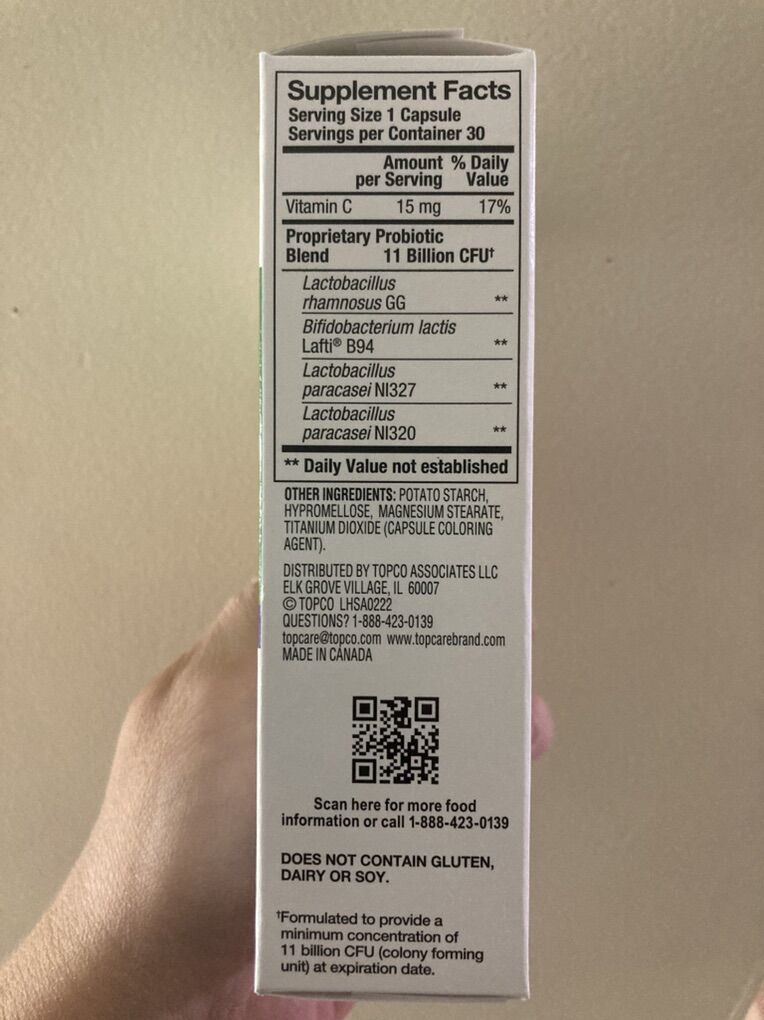 Supplement Facts
Serving Size 1 Capsule
Servings per Container 30
Amount % Daily
per Serving Value
Vitamin C 15 mg 17%
Proprietary Probiotic
Blend 11 Billion CFU†
Lactobacillus
rhamnosus GG **
Bifidobacterium lactis
Lafti® B94 **
Lactobacillus
paracasei NI327 **
Lactobacillus
paracasei NI320 **
** Daily Value not established
OTHER INGREDIENTS: POTATO STARCH,
HYPROMELLOSE, MAGNESIUM STEARATE,
TITANIUM DIOXIDE (CAPSULE COLORING
AGENT).
DISTRIBUTED BY TOPCO ASSOCIATES LLC
ELK GROVE VILLAGE, IL 60007
© TOPCO LHSA0222
QUESTIONS? 1-888-423-0139
topcare@topco.com www.topcarebrand.com
MADE IN CANADA
Scan here for more food
information or call 1-888-423-0139
DOES NOT CONTAIN GLUTEN,
DAIRY OR SOY.
†Formulated to provide a
minimum concentration of
11 billion CFU (colony forming
unit) at expiration date.